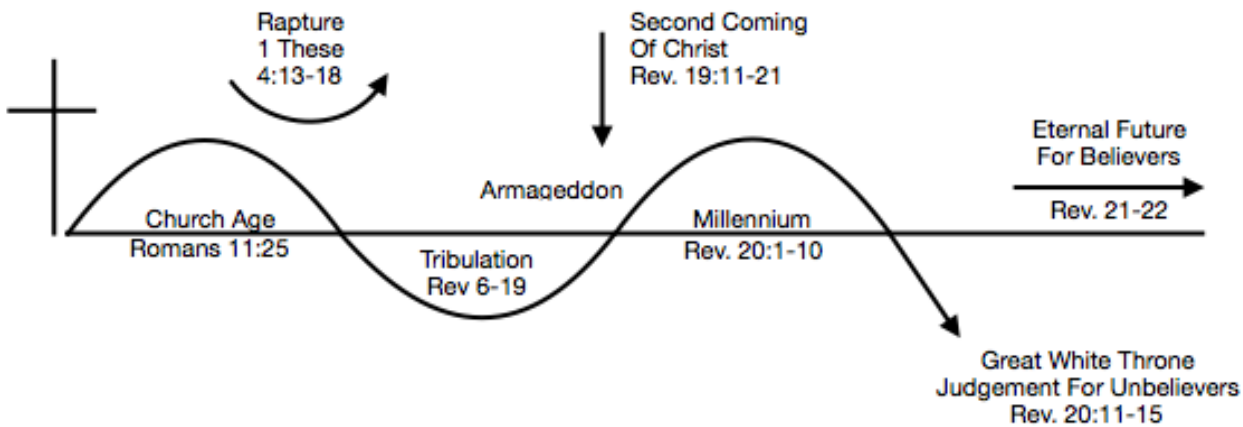 Rapture
1 These
4:13-18
Second Coming
Of Christ
Rev. 19:11-21
Eternal Future
For Believers
Rev. 21-22
Armageddon
Church Age
Romans 11:25
Millennium
Rev. 20:1-10
Tribulation
Rev 6-19
Great White Throne
Judgement For Unbelievers
Rev. 20:11-15